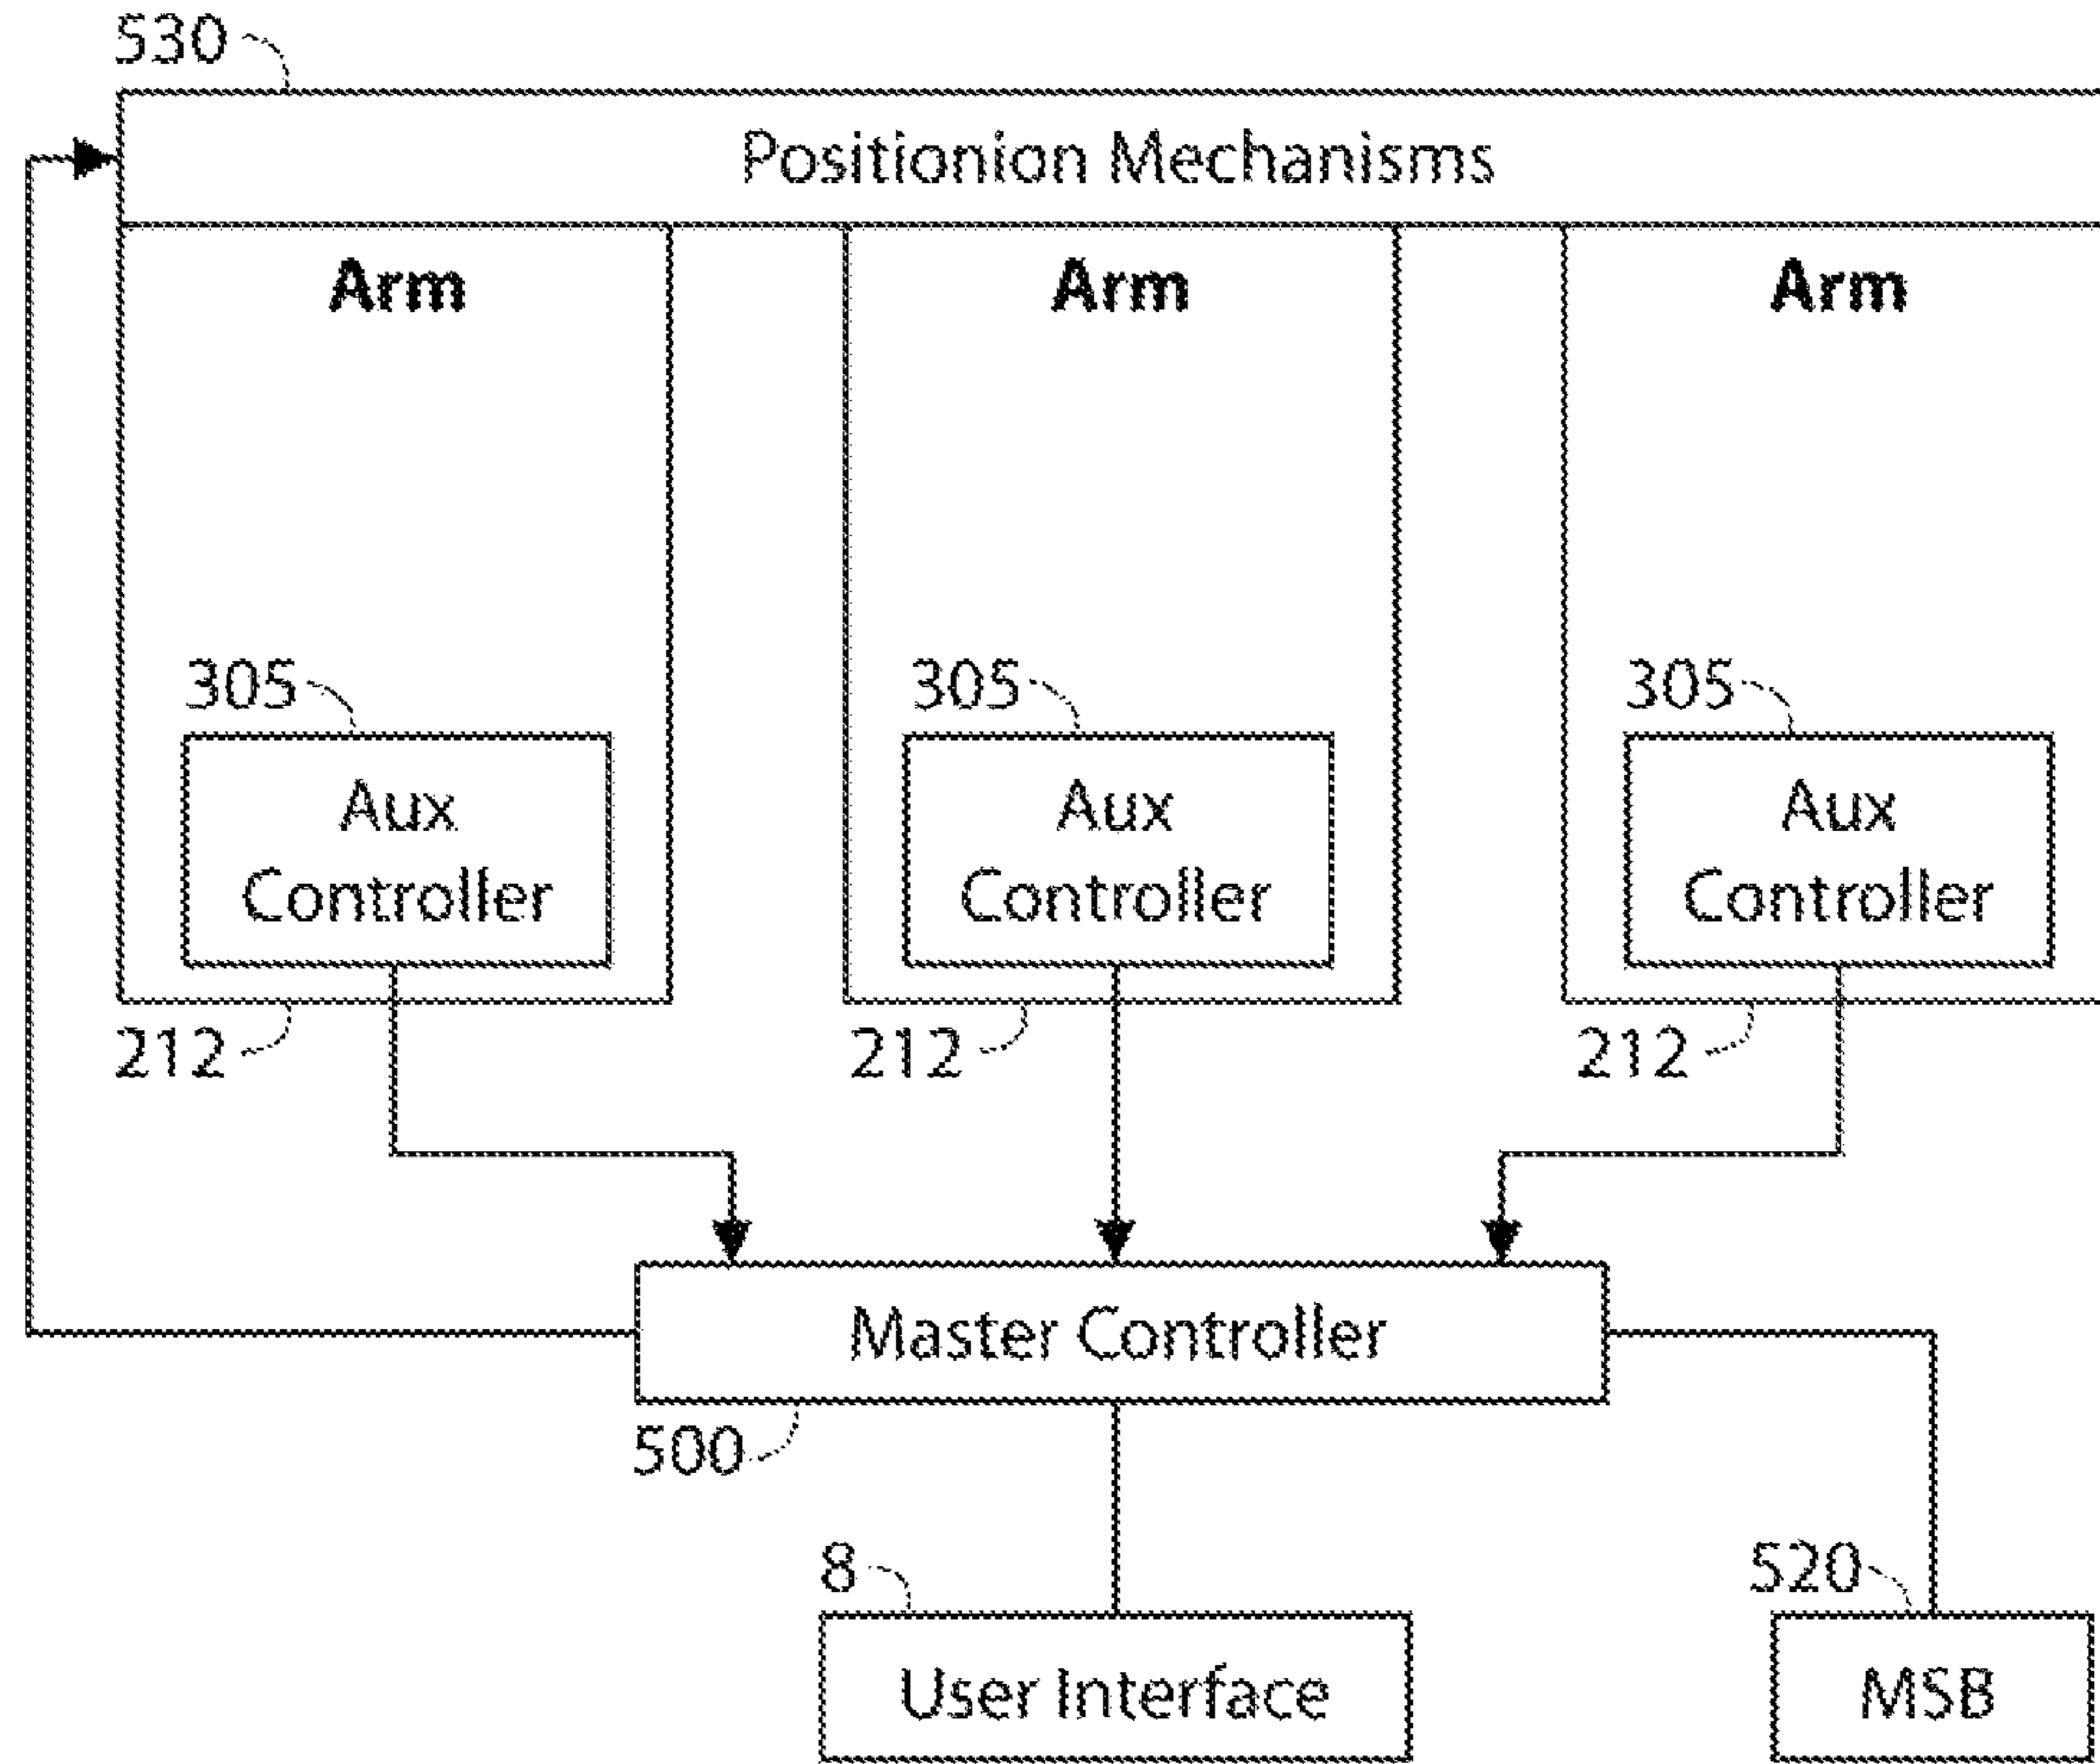 530
Positionion Mechanisms
Arm Arm Arm
305 305 305
Aux Aux Aux
Controller Controller Controller
212 212 212
Master Controller
500
8 520
User Interface MSB